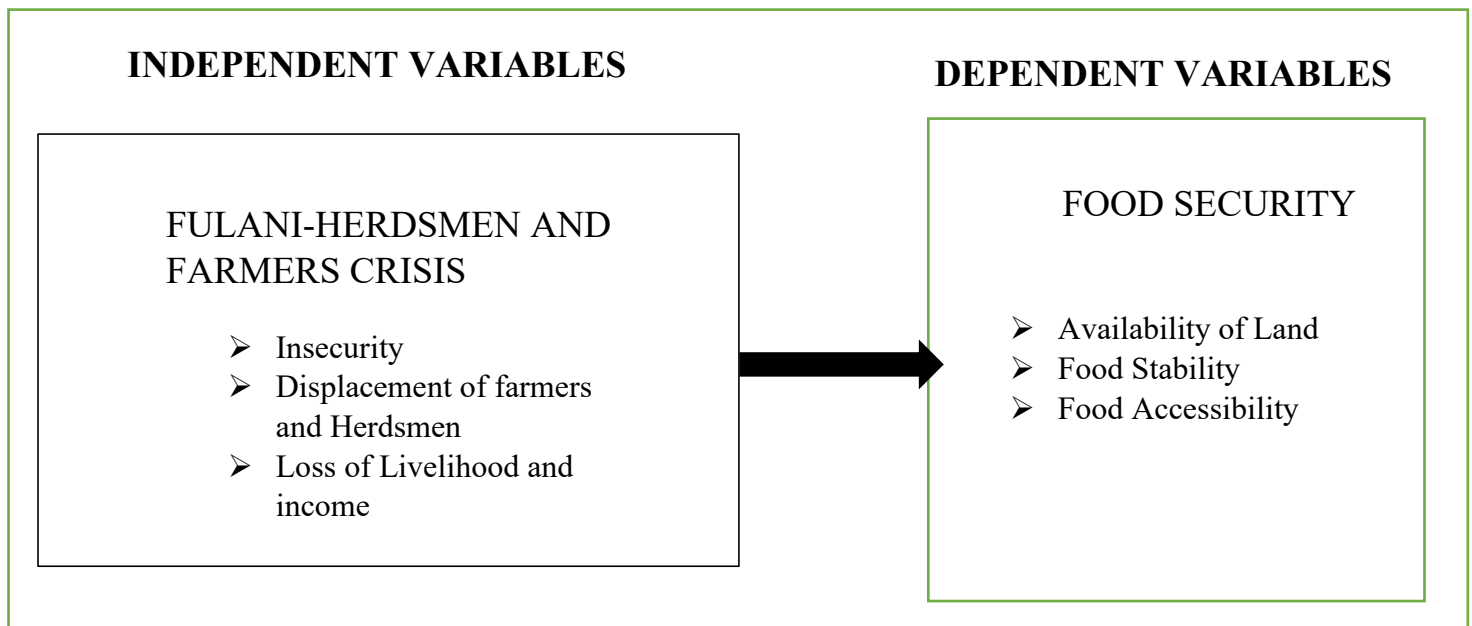 INDEPENDENT VARIABLES
FULANI-HERDSMEN AND
FARMERS CRISIS
➢ Insecurity
➢ Displacement of farmers
and Herdsmen
➢ Loss of Livelihood and
income
DEPENDENT VARIABLES
FOOD SECURITY
➢ Availability of Land
➢ Food Stability
➢ Food Accessibility